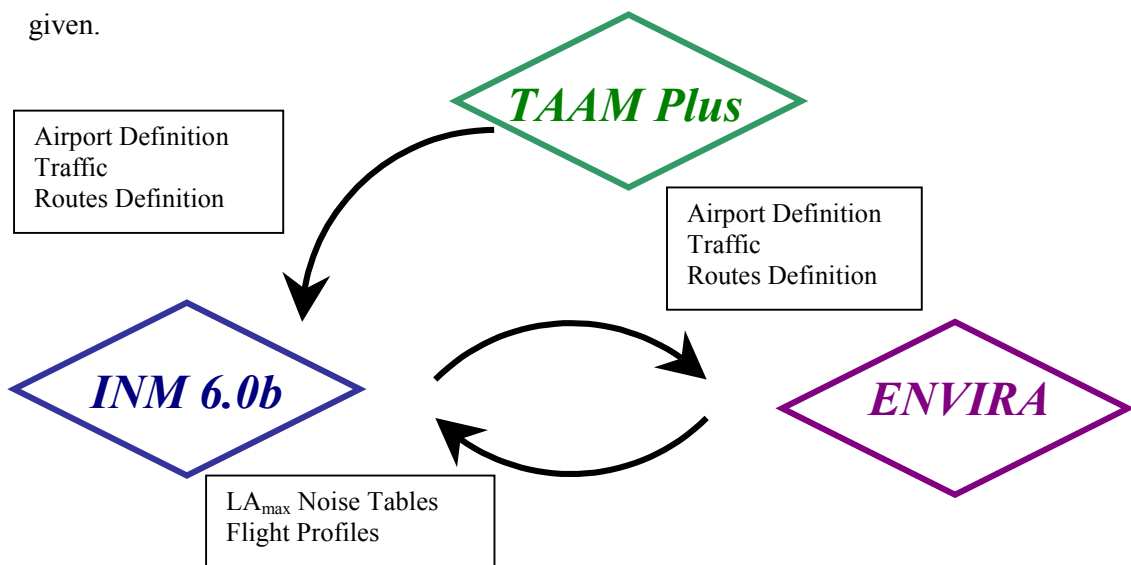 given.
TAAM Plus
Airport Definition
Traffic
Routes Definition
Airport Definition
Traffic
Routes Definition
INM 6.0b
ENVIRA
LAmax Noise Tables
Flight Profiles